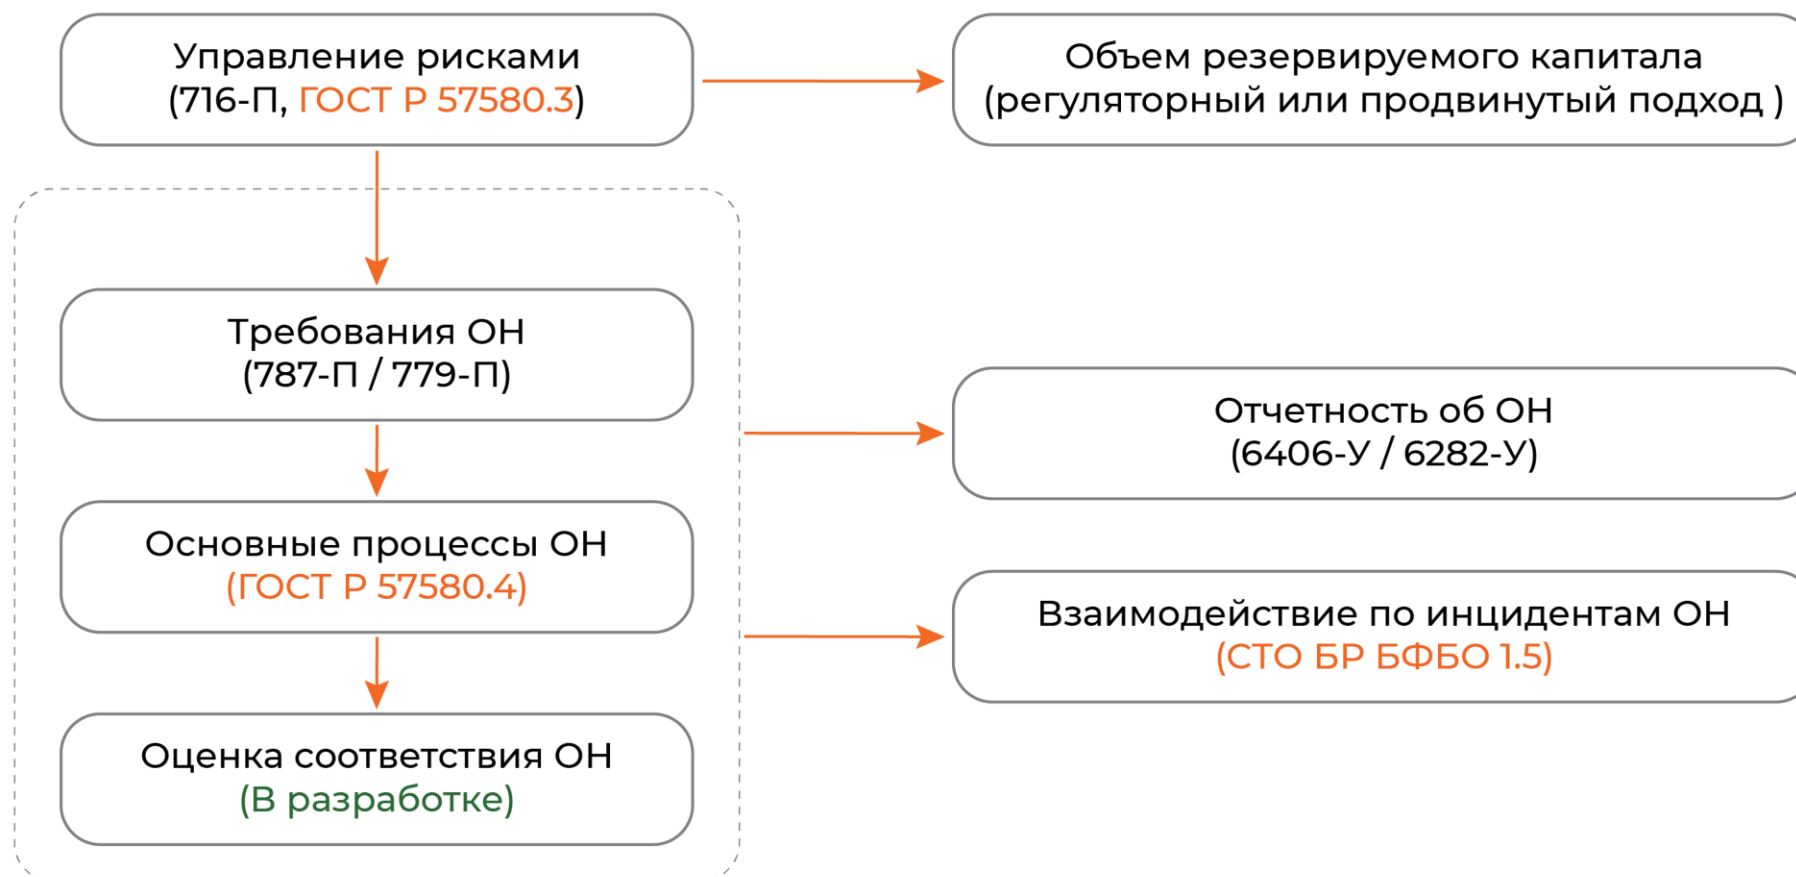 Управление рисками
(716-П, ГОСТ Р 57580.3)
Объем резервируемого капитала
(регуляторный или продвинутый подход )
Требования ОН
(787-П / 779-П)
Отчетность об ОН
(6406-У / 6282-У)
Основные процессы ОН
(ГОСТ Р 57580.4)
Взаимодействие по инцидентам ОН
(СТО БР БФБО 1.5)
Оценка соответствия ОН
(В разработке)